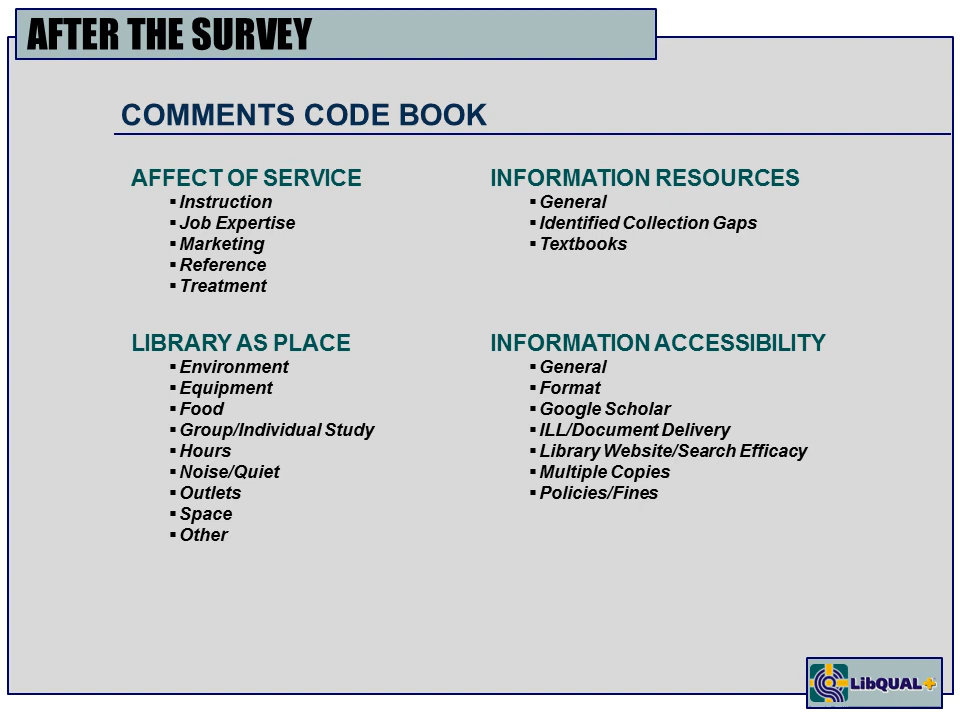 AFTER THE SURVEY
COMMENTS CODE BOOK
AFFECT OF SERVICE
▪ Instruction
▪ Job Expertise
▪ Marketing
▪ Reference
▪ Treatment
INFORMATION RESOURCES
▪ General
▪ Identified Collection Gaps
▪ Textbooks
LIBRARY AS PLACE
▪ Environment
▪ Equipment
▪ Food
▪ Group/Individual Study
▪ Hours
▪ Noise/Quiet
▪ Outlets
▪ Space
▪ Other
INFORMATION ACCESSIBILITY
▪ General
▪ Format
▪ Google Scholar
▪ ILL/Document Delivery
▪ Library Website/Search Efficacy
▪ Multiple Copies
▪ Policies/Fines
LibQUAL+